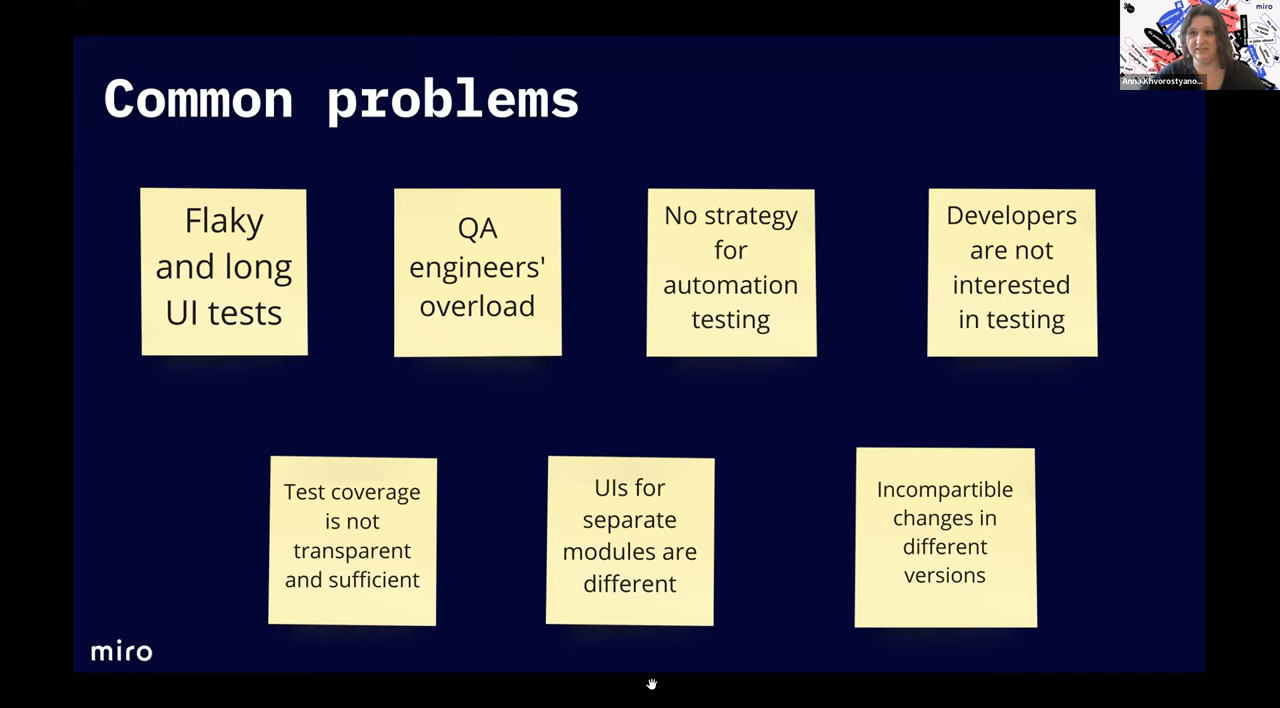 Common problems
miro
Anna Khvorostyano...
Flaky
and long
UI tests
QA
engineers'
overload
No strategy
for
automation
testing
Developers
are not
interested
in testing
Test coverage
is not
transparent
and sufficient
UIs for
separate
modules are
different
Incompartible
changes in
different
versions
miro